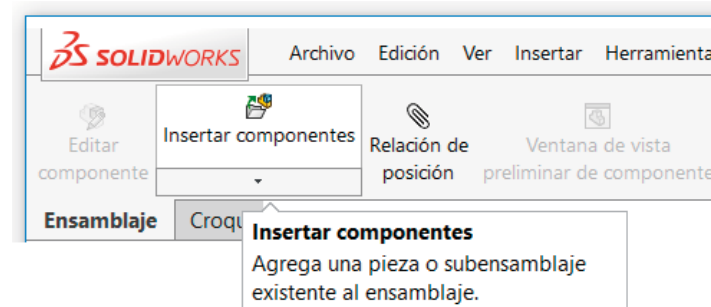 SOLIDWORKS Archivo Edición Ver Insertar Herramienta
Editar componente
Insertar componentes
Relación de posición
Ventana de vista preliminar de componente
Ensamblaje Croqu
Insertar componentes
Agrega una pieza o subensamblaje
existente al ensamblaje.